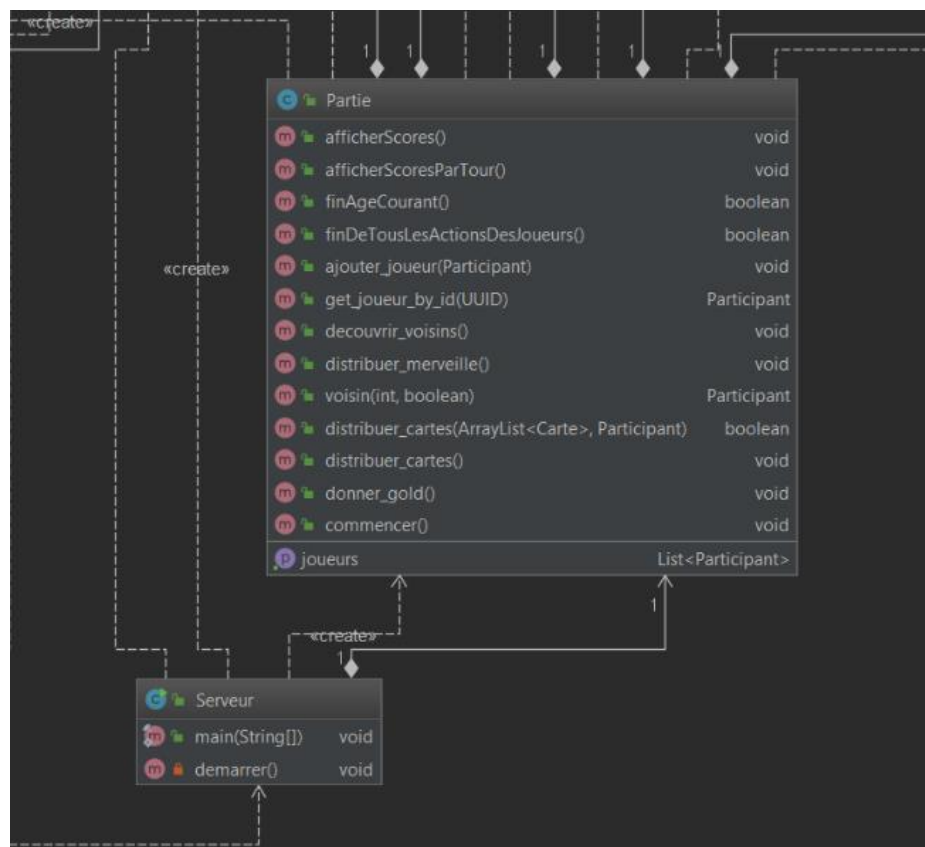 «create»
1 1 1 1 1
Partie
afficherScores() void
afficherScoresParTour() void
finAgeCourant() boolean
finDeTousLesActionsDesJoueurs() boolean
«create»
ajouter_joueur(Participant) void
get_joueur_by_id(UUID) Participant
decouvrir_voisins() void
distribuer_merveille() void
voisin(int, boolean) Participant
distribuer_cartes(ArrayList<Carte>, Participant) boolean
distribuer_cartes() void
donner_gold() void
commencer() void
joueurs List<Participant>
1
«create»
1
Serveur
main(String[]) void
demarrer() void